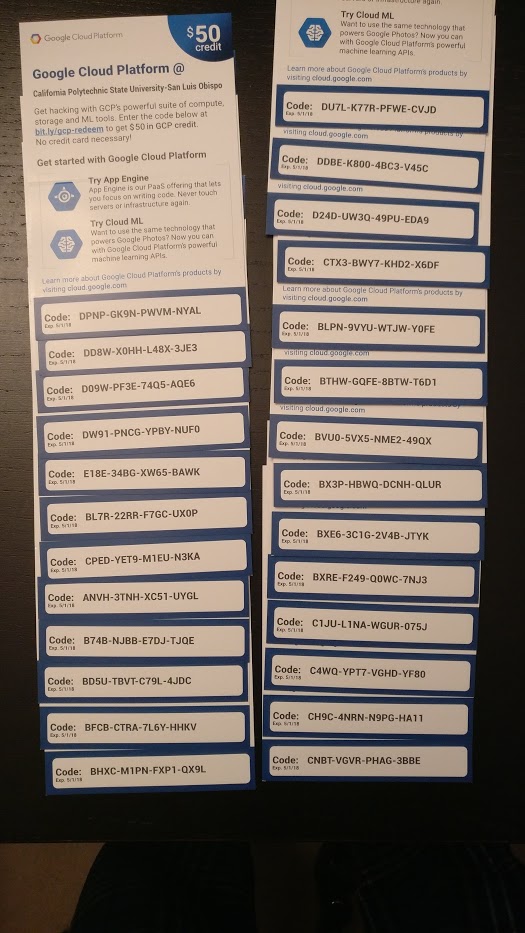 Google Cloud Platform
$50
credit
Google Cloud Platform @
California Polytechnic State University-San Luis Obispo
Get hacking with GCP's powerful suite of compute,
storage and ML tools. Enter the code below at
bit.ly/gcp-redeem to get $50 in GCP credit.
No credit card necessary!
Get started with Google Cloud Platform
Try App Engine
App Engine is our PaaS offering that lets
you focus on writing code. Never touch
servers or infrastructure again.
Try Cloud ML
Want to use the same technology that
powers Google Photos? Now you can
with Google Cloud Platform's powerful
machine learning APIs.
Learn more about Google Cloud Platform's products by
visiting cloud.google.com
Code: DPNP-GK9N-PWVM-NYAL
Exp. 5/1/18
Code: DD8W-X0HH-L48X-3JE3
Exp. 5/1/18
Code: D09W-PF3E-74Q5-AQE6
Exp. 5/1/18
Code: DW91-PNCG-YPBY-NUF0
Exp. 5/1/18
Code: E18E-34BG-XW65-BAWK
Exp. 5/1/18
Code: BL7R-22RR-F7GC-UX0P
Exp. 5/1/18
Code: CPED-YET9-M1EU-N3KA
Exp. 5/1/18
Code: ANVH-3TNH-XC51-UYGL
Exp. 5/1/18
Code: B74B-NJBB-E7DJ-TJQE
Exp. 5/1/18
Code: BD5U-TBVT-C79L-4JDC
Exp. 5/1/18
Code: BFCB-CTRA-7L6Y-HHKV
Exp. 5/1/18
Code: BHXC-M1PN-FXP1-QX9L
Exp. 5/1/18
Try Cloud ML
Want to use the same technology that
powers Google Photos? Now you can
with Google Cloud Platform's powerful
machine learning APIs.
Learn more about Google Cloud Platform's products by
visiting cloud.google.com
Code: DU7L-K77R-PFWE-CVJD
Exp. 5/1/18
visiting cloud.google.com
Code: DDBE-K800-4BC3-V45C
Exp. 5/1/18
visiting cloud.google.com
Code: D24D-UW3Q-49PU-EDA9
Exp. 5/1/18
Code: CTX3-BWY7-KHD2-X6DF
Exp. 5/1/18
Learn more about Google Cloud Platform's products by
visiting cloud.google.com
Code: BLPN-9VYU-WTJW-Y0FE
Exp. 5/1/18
visiting cloud.google.com
Code: BTHW-GQFE-8BTW-T6D1
Exp. 5/1/18
visiting cloud.google.com
Code: BVU0-5VX5-NME2-49QX
Exp. 5/1/18
Code: BX3P-HBWQ-DCNH-QLUR
Exp. 5/1/18
Code: BXE6-3C1G-2V4B-JTYK
Exp. 5/1/18
Code: BXRE-F249-Q0WC-7NJ3
Exp. 5/1/18
Code: C1JU-L1NA-WGUR-075J
Exp. 5/1/18
Code: C4WQ-YPT7-VGHD-YF80
Exp. 5/1/18
Code: CH9C-4NRN-N9PG-HA11
Exp. 5/1/18
Code: CNBT-VGVR-PHAG-3BBE
Exp. 5/1/18